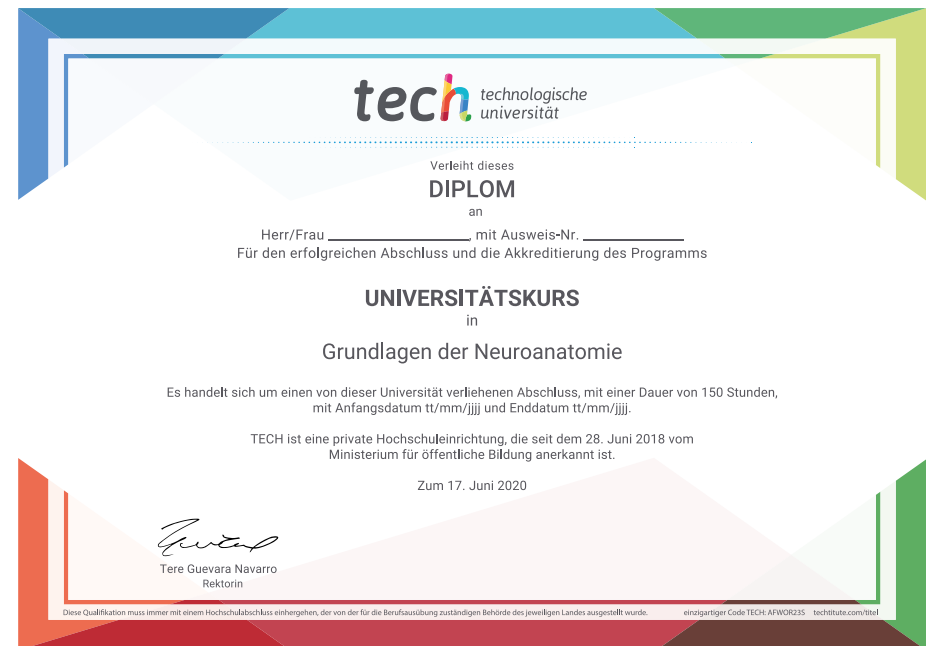 tech technologische
universität
Verleiht dieses
DIPLOM
an
Herr/Frau ____________________, mit Ausweis-Nr. ______________
Für den erfolgreichen Abschluss und die Akkreditierung des Programms
UNIVERSITÄTSKURS
in
Grundlagen der Neuroanatomie
Es handelt sich um einen von dieser Universität verliehenen Abschluss, mit einer Dauer von 150 Stunden,
mit Anfangsdatum tt/mm/jjjj und Enddatum tt/mm/jjjj.
TECH ist eine private Hochschuleinrichtung, die seit dem 28. Juni 2018 vom
Ministerium für öffentliche Bildung anerkannt ist.
Zum 17. Juni 2020
Tere Guevara Navarro
Rektorin
Diese Qualifikation muss immer mit einem Hochschulabschluss einhergehen, der von der für die Berufsausübung zuständigen Behörde des jeweiligen Landes ausgestellt wurde. einzigartiger Code TECH: AFWOR23S techtitute.com/titel